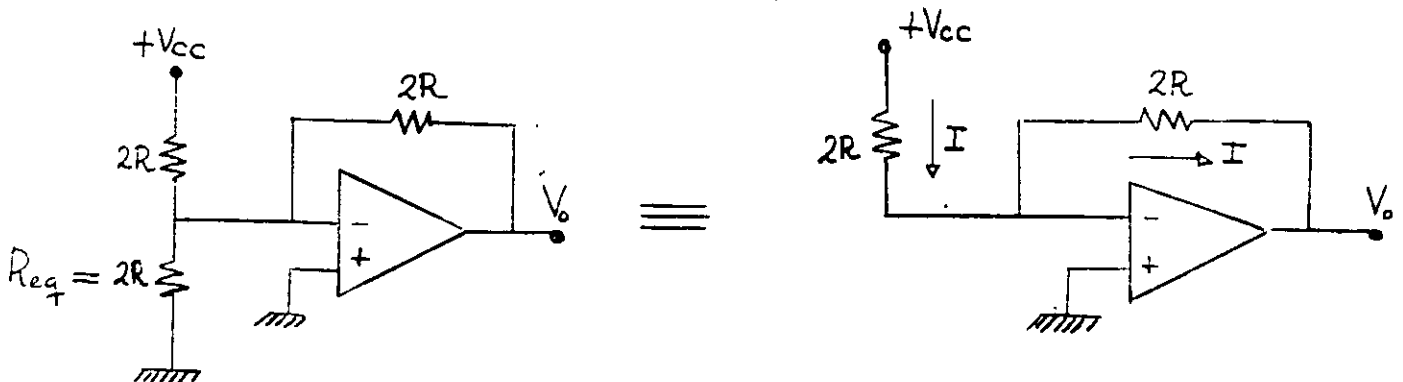 +Vcc
2R
2R
-
+
Vo
Req = 2R
≡
+Vcc
2R
I
2R
I
-
+
Vo